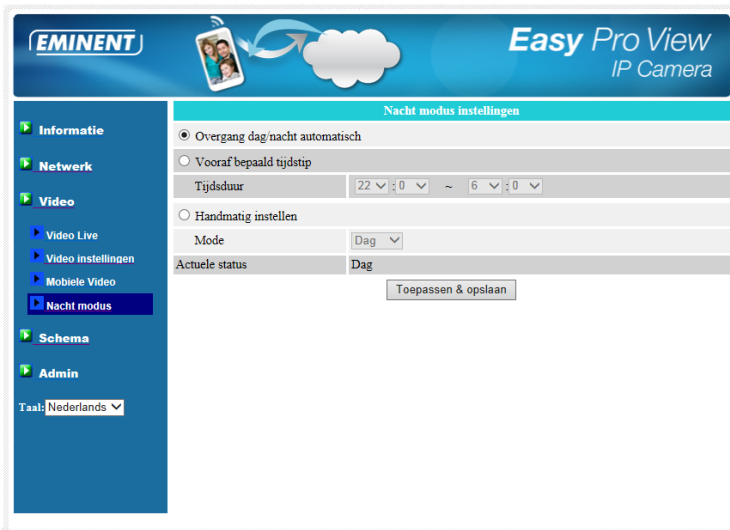 EMINENT
Easy Pro View
IP Camera
Informatie
Netwerk
Video
Video Live
Video instellingen
Mobiele Video
Nacht modus
Schema
Admin
Taal: Nederlands
Nacht modus instellingen
Overgang dag/nacht automatisch
Vooraf bepaald tijdstip
Tijdsduur 22 : 0 ~ 6 : 0
Handmatig instellen
Mode Dag
Actuele status Dag
Toepassen & opslaan